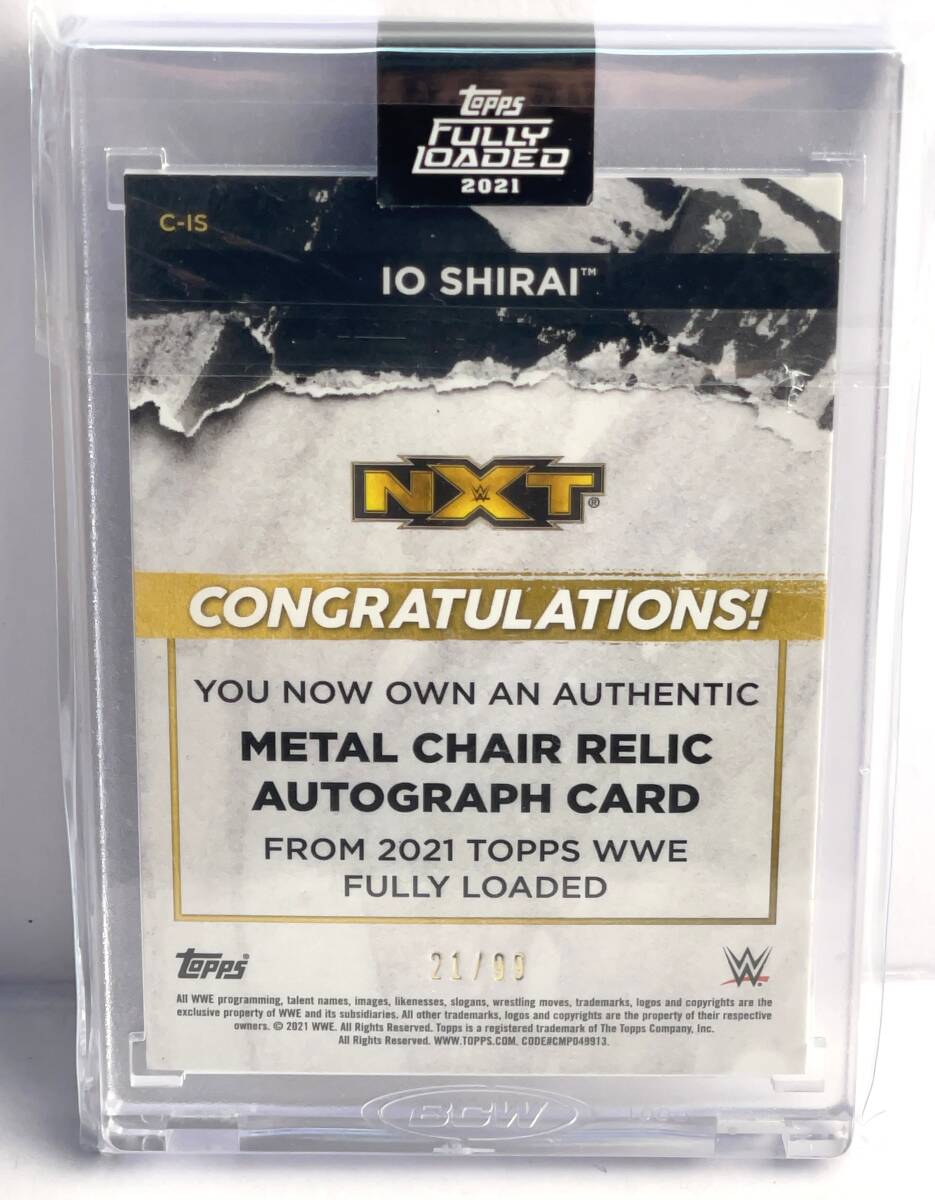 TOPPS
FULLY
LOADED
2021
C-IS
IO SHIRAI™
NXT®
CONGRATULATIONS!
YOU NOW OWN AN AUTHENTIC
METAL CHAIR RELIC
AUTOGRAPH CARD
FROM 2021 TOPPS WWE
FULLY LOADED
TOPPS®
21/99
W
All WWE programming, talent names, images, likenesses, slogans, wrestling moves, trademarks, logos and copyrights are the
exclusive property of WWE and its subsidiaries. All other trademarks, logos and copyrights are the property of their respective
owners. © 2021 WWE. All Rights Reserved. Topps is a registered trademark of The Topps Company, Inc.
All Rights Reserved. WWW.TOPPS.COM. CODE#CMP049913.
BCW